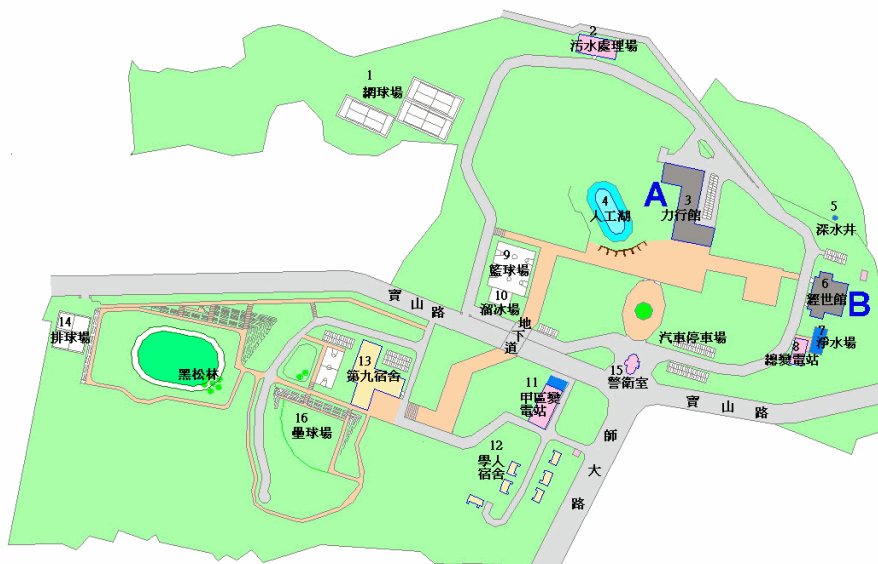 2
污水處理場
1
網球場
A
3
力行館
4
人工湖
5
深水井
6
經世館
B
7
淨水場
8
總變電站
9
籃球場
10
溜冰場
地下道
寶山路
汽車停車場
14
排球場
黑松林
13
第九宿舍
15
警衛室
11
甲區變
電站
寶山路
16
壘球場
12
學人
宿舍
師大路